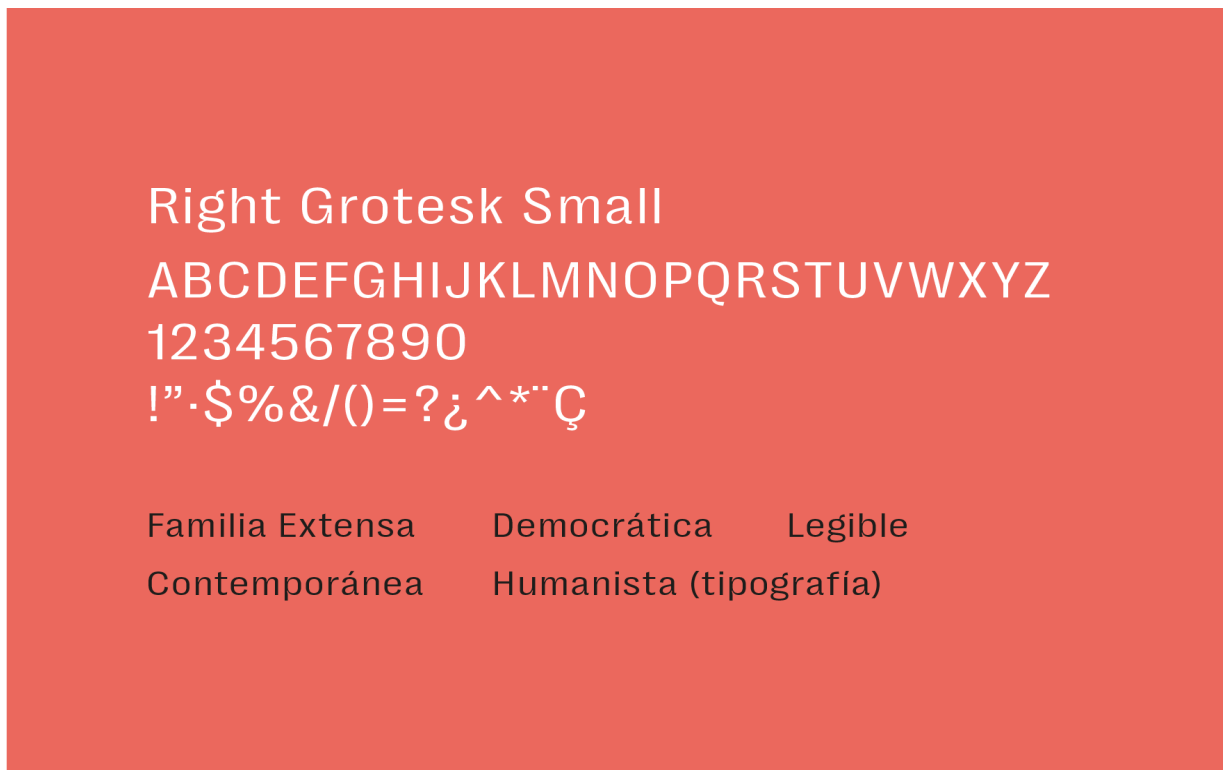 Right Grotesk Small
ABCDEFGHIJKLMNOPQRSTUVWXYZ
1234567890
!”·$%&/()=?¿^*¨Ç
Familia Extensa Democrática Legible
Contemporánea Humanista (tipografía)